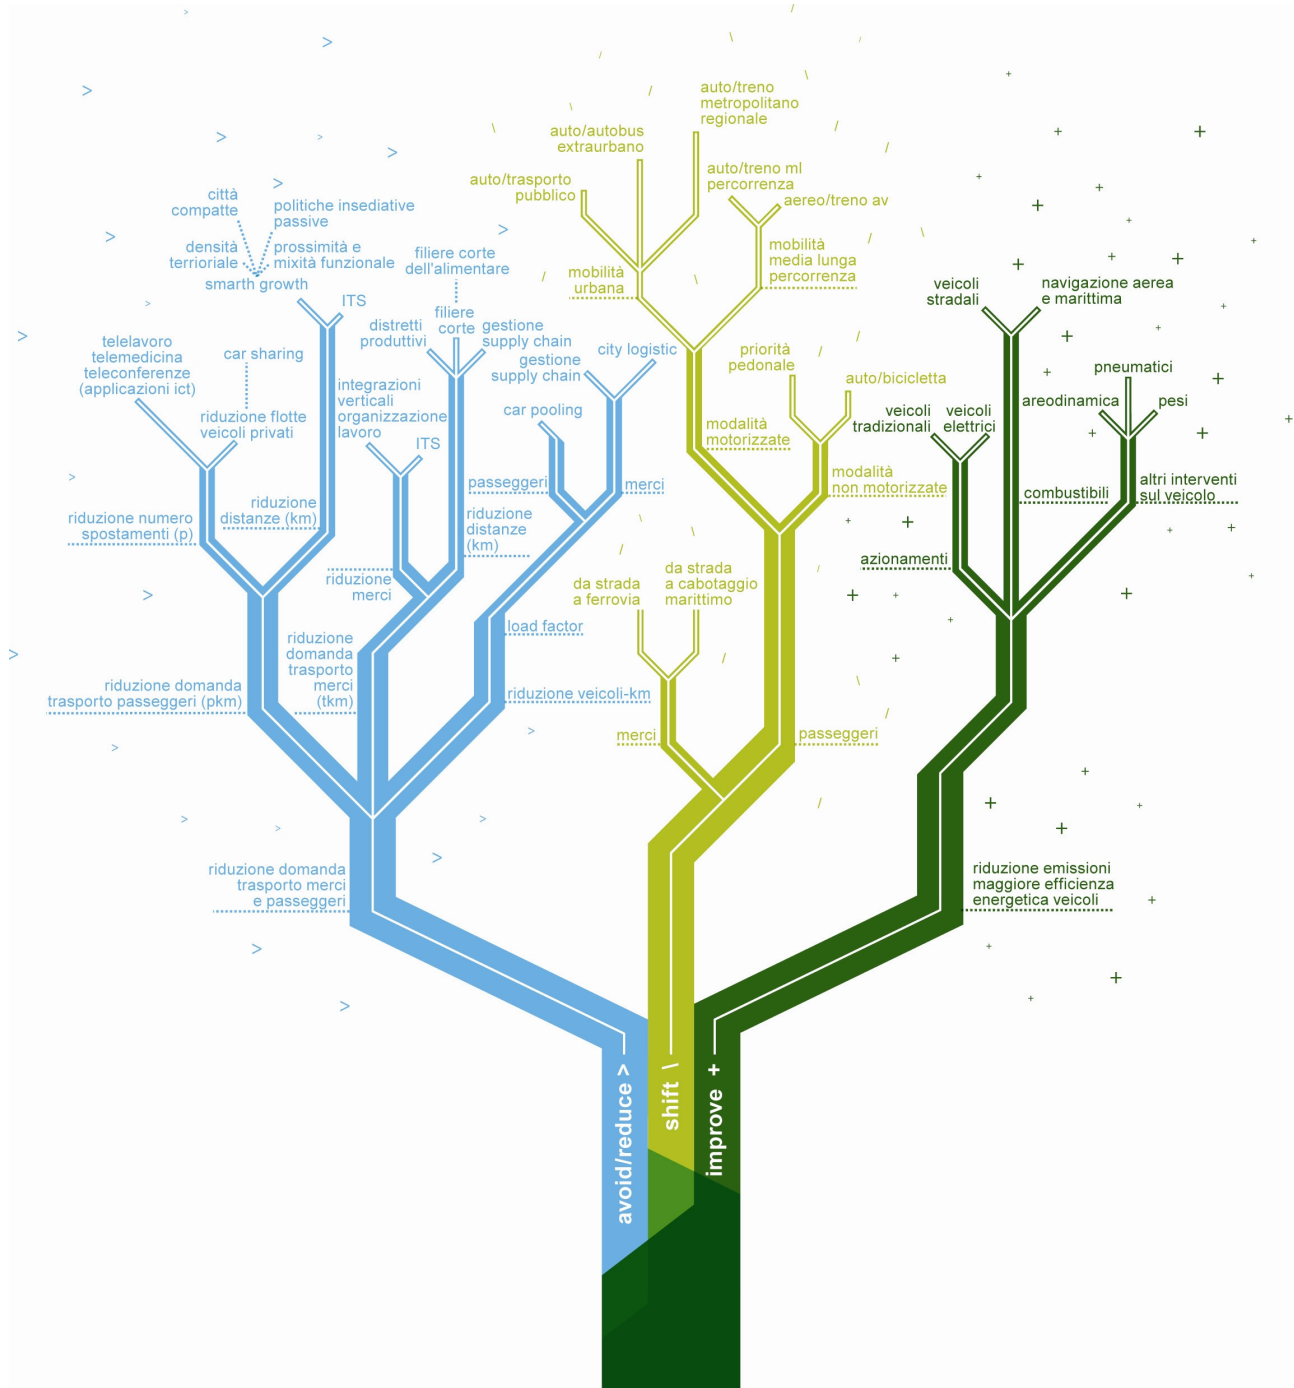 città
compatte
politiche insediative
passive
densità
terrioriale
prossimità e
mixità funzionale
smarth growth
ITS
telelavoro
telemedicina
teleconferenze
(applicazioni ict)
car sharing
riduzione flotte
veicoli privati
riduzione
distanze (km)
riduzione numero
spostamenti (p)
filiere corte
dell'alimentare
filiere
corte
distretti
produttivi
gestione
supply chain
integrazioni
verticali
organizzazione
lavoro
ITS
gestione
supply chain
city logistic
car pooling
passeggeri
merci
riduzione
distanze
(km)
riduzione
merci
load factor
riduzione
domanda
trasporto
merci
(tkm)
riduzione domanda
trasporto passeggeri (pkm)
riduzione veicoli-km
riduzione domanda
trasporto merci
e passeggeri
auto/treno
metropolitano
regionale
auto/autobus
extraurbano
auto/trasporto
pubblico
auto/treno ml
percorrenza
aereo/treno av
mobilità
urbana
mobilità
media lunga
percorrenza
priorità
pedonale
auto/bicicletta
modalità
motorizzate
modalità
non motorizzate
da strada
a ferrovia
da strada
a cabotaggio
marittimo
merci
passeggeri
veicoli
stradali
navigazione aerea
e marittima
pneumatici
areodinamica
pesi
veicoli
tradizionali
veicoli
elettrici
combustibili
altri interventi
sul veicolo
azionamenti
riduzione emissioni
maggiore efficienza
energetica veicoli
avoid/reduce >
shift \
improve +